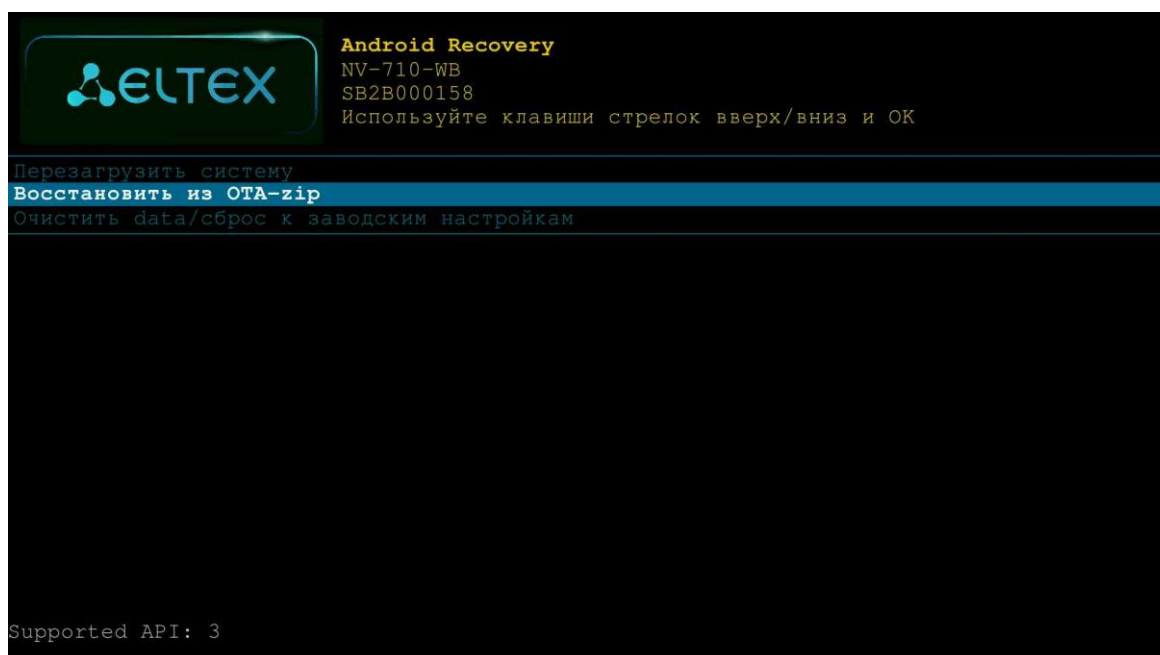 ELTEX
Android Recovery
NV-710-WB
SB2B000158
Используйте клавиши стрелок вверх/вниз и OK
Перезагрузить систему
Восстановить из OTA-zip
Очистить data/сброс к заводским настройкам
Supported API: 3